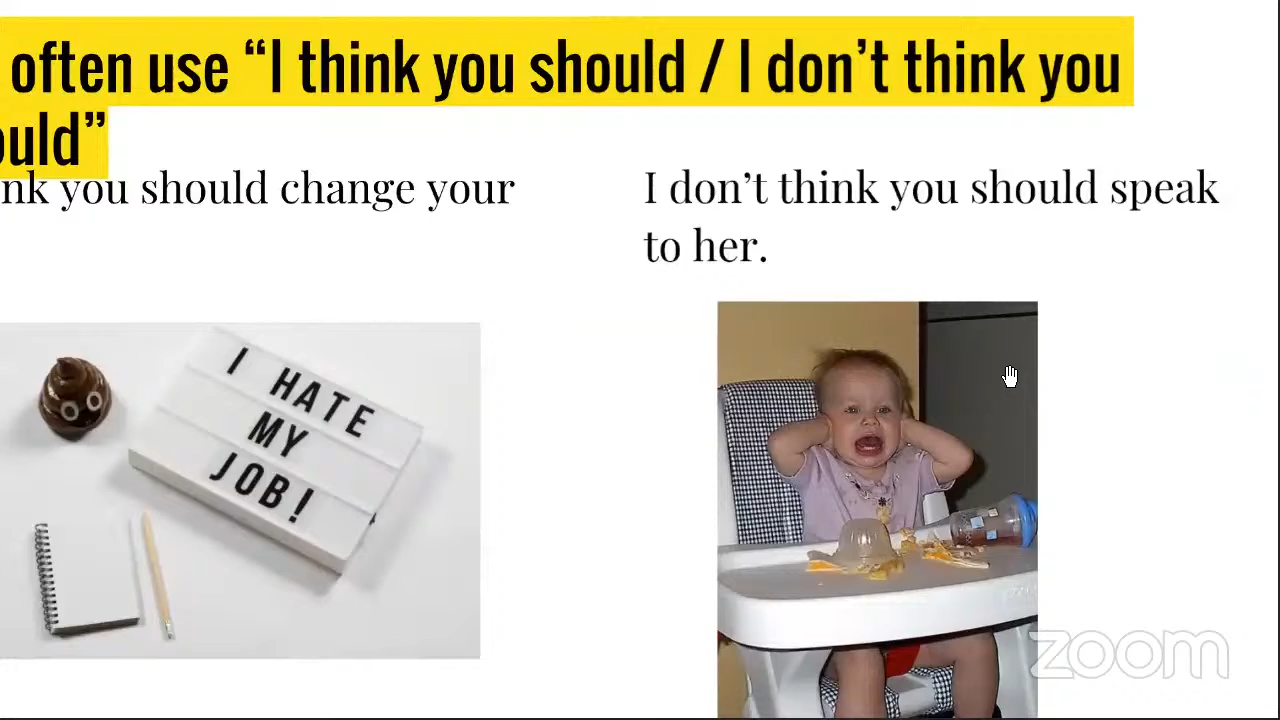 often use “I think you should / I don’t think you
ould”
nk you should change your
I don’t think you should speak
to her.
I HATE
MY
JOB!
zoom